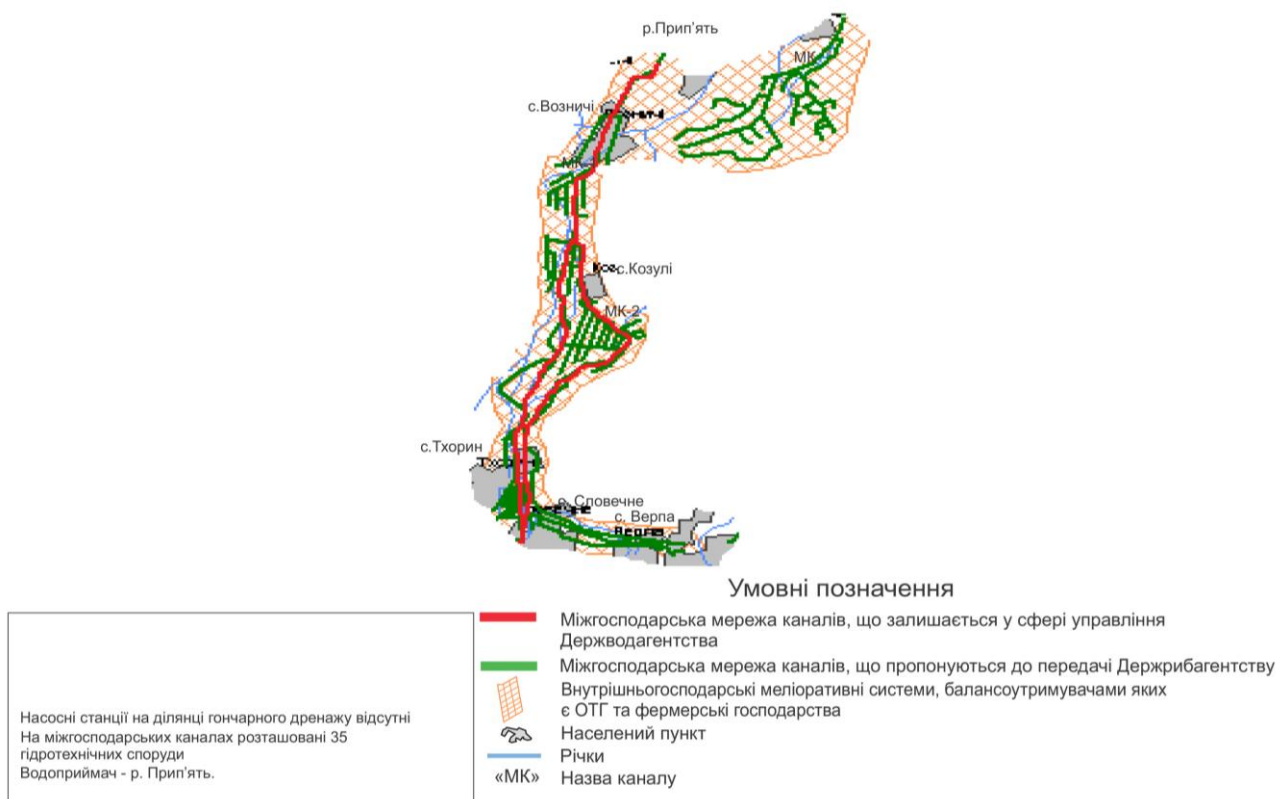 р.Прип'ять
МК
с.Возничі
МК
с.Козулі
МК-2
с.Тхорин
с. Словечне
с. Верпа
Умовні позначення
Міжгосподарська мережа каналів, що залишається у сфері управління
Держводагентства
Міжгосподарська мережа каналів, що пропонуються до передачі Держрибагентству
Внутрішньогосподарські меліоративні системи, балансоутримувачами яких
є ОТГ та фермерські господарства
Населений пункт
Річки
«МК» Назва каналу
Насосні станції на ділянці гончарного дренажу відсутні
На міжгосподарських каналах розташовані 35
гідротехнічних споруди
Водоприймач - р. Прип'ять.